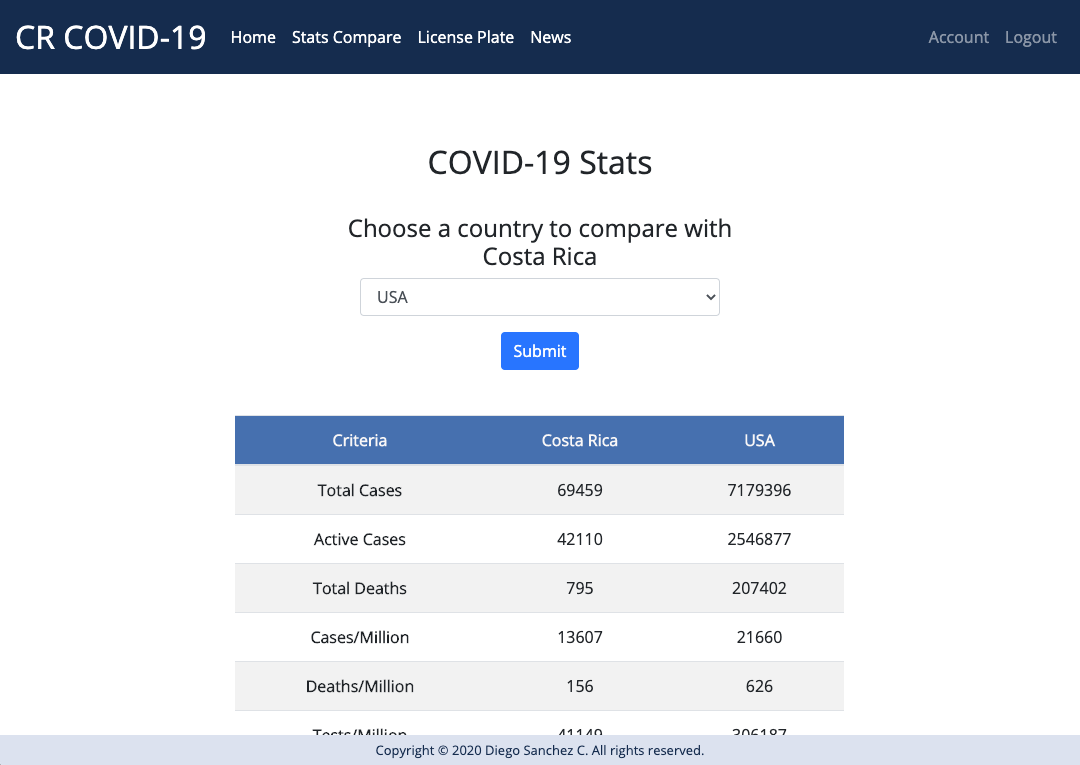 CR COVID-19 Home Stats Compare License Plate News Account Logout
COVID-19 Stats
Choose a country to compare with
Costa Rica
USA
Submit
Criteria Costa Rica USA
Total Cases 69459 7179396
Active Cases 42110 2546877
Total Deaths 795 207402
Cases/Million 13607 21660
Deaths/Million 156 626
Tests/Million 41149 306187
Copyright © 2020 Diego Sanchez C. All rights reserved.